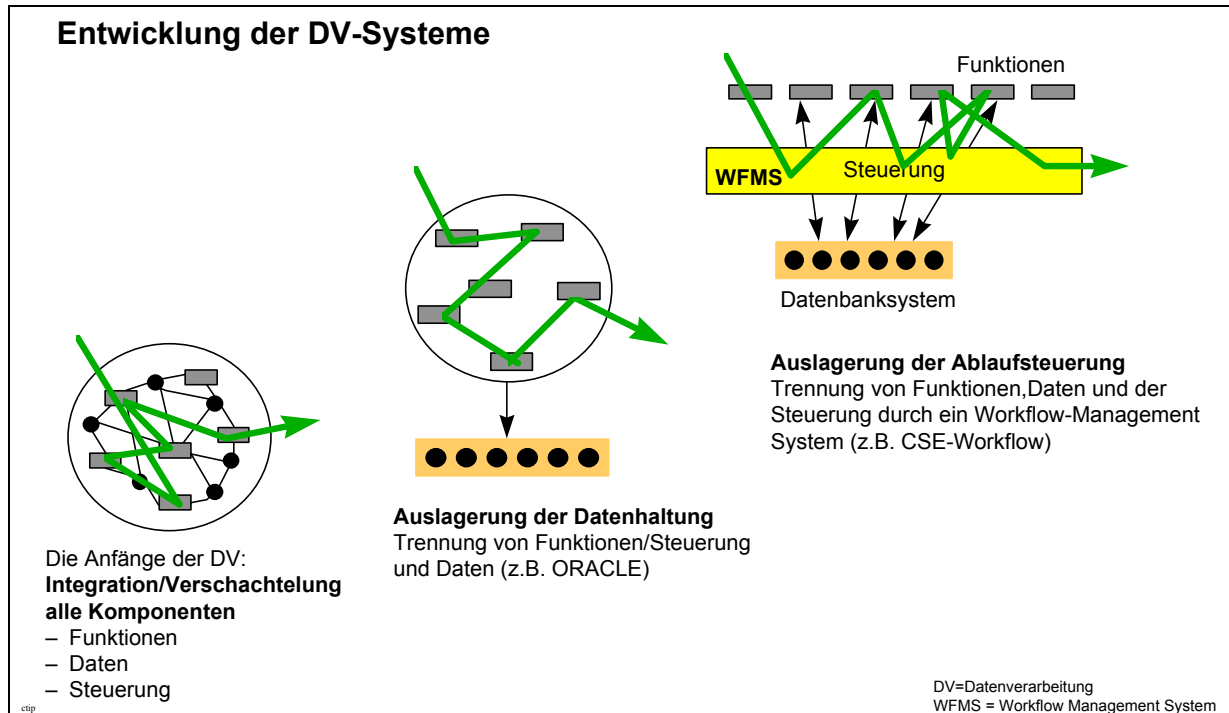 Entwicklung der DV-Systeme
Funktionen
WFMS
Steuerung
Datenbanksystem
Die Anfänge der DV:
Integration/Verschachtelung
alle Komponenten
– Funktionen
– Daten
– Steuerung
Auslagerung der Datenhaltung
Trennung von Funktionen/Steuerung
und Daten (z.B. ORACLE)
Auslagerung der Ablaufsteuerung
Trennung von Funktionen,Daten und der
Steuerung durch ein Workflow-Management
System (z.B. CSE-Workflow)
ctip
DV=Datenverarbeitung
WFMS = Workflow Management System